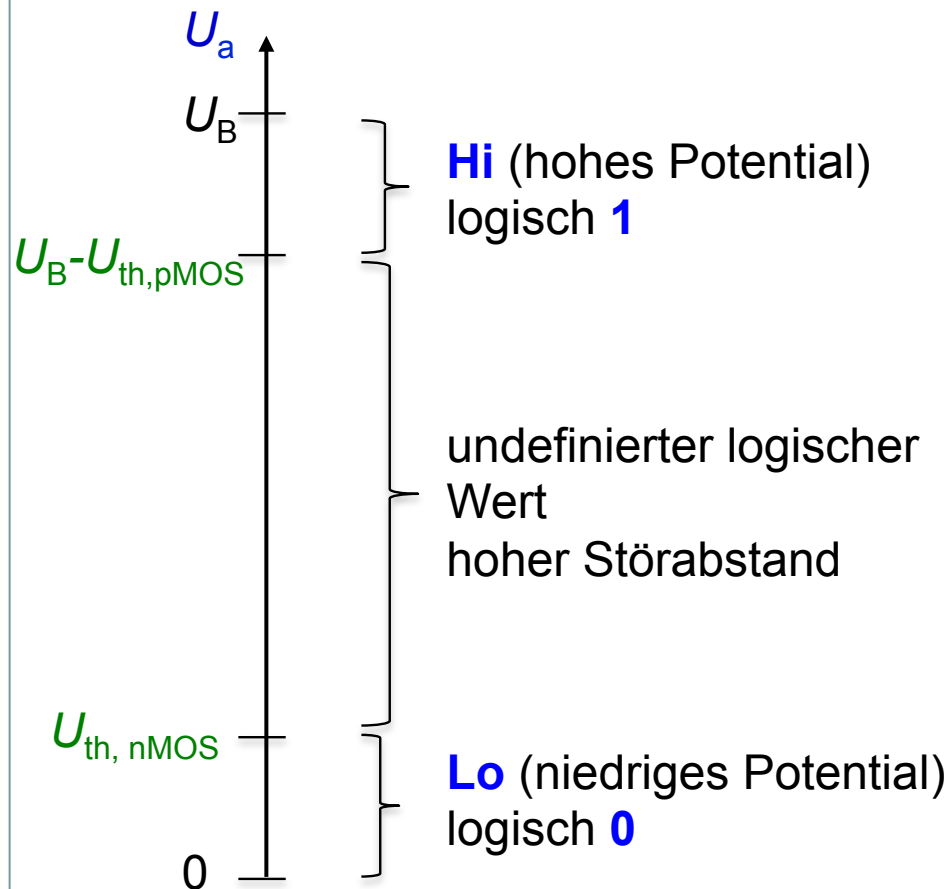 Ua
UB
Hi (hohes Potential)
logisch 1
UB-Uth,pMOS
undefinierter logischer
Wert
hoher Störabstand
Uth, nMOS
Lo (niedriges Potential)
logisch 0
0